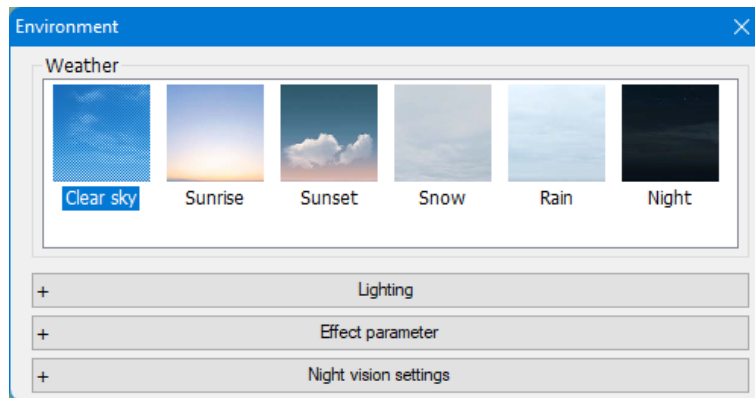 Environment
Weather
Clear sky Sunrise Sunset Snow Rain Night
+ Lighting
+ Effect parameter
+ Night vision settings